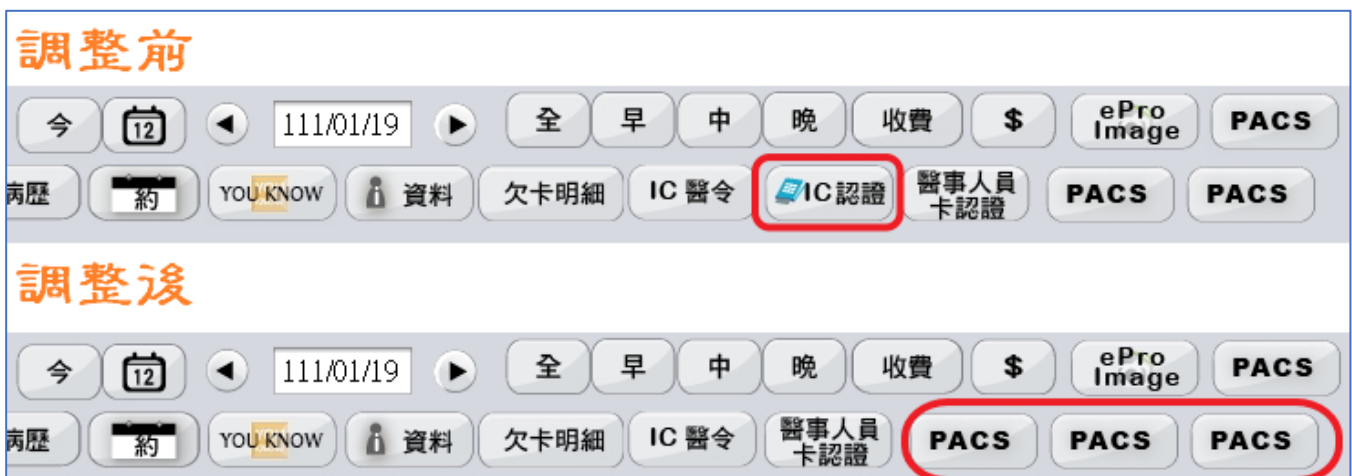 調整前
今 12 111/01/19 全 早 中 晚 收費 $ ePro Image PACS
病歷 約 YOU KNOW 資料 欠卡明細 IC 醫令 IC認證 醫事人員卡認證 PACS PACS
調整後
今 12 111/01/19 全 早 中 晚 收費 $ ePro Image PACS
病歷 約 YOU KNOW 資料 欠卡明細 IC 醫令 醫事人員卡認證 PACS PACS PACS